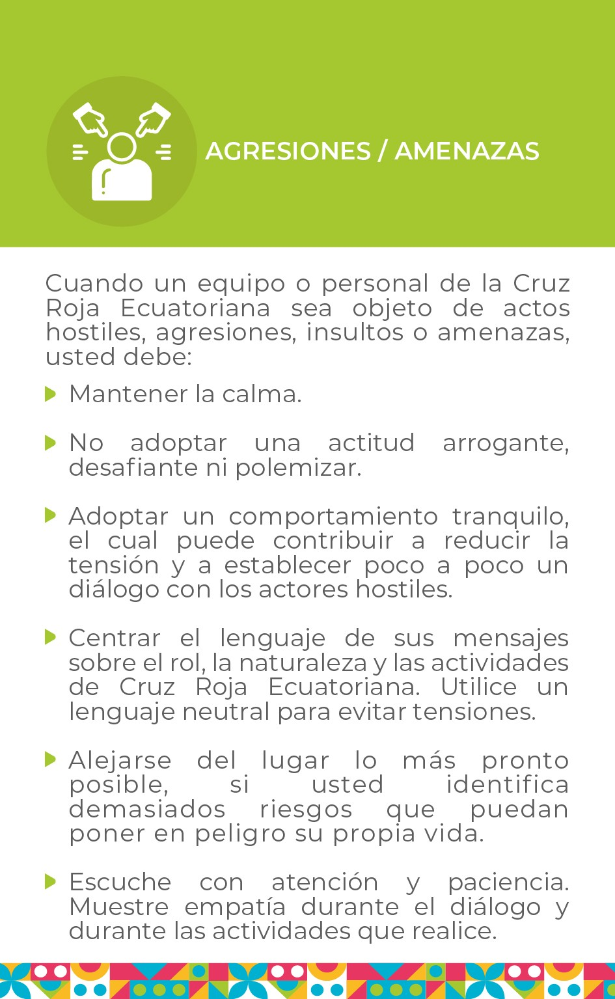 AGRESIONES / AMENAZAS
Cuando un equipo o personal de la Cruz
Roja Ecuatoriana sea objeto de actos
hostiles, agresiones, insultos o amenazas,
usted debe:
Mantener la calma.
No adoptar una actitud arrogante,
desafiante ni polemizar.
Adoptar un comportamiento tranquilo,
el cual puede contribuir a reducir la
tensión y a establecer poco a poco un
diálogo con los actores hostiles.
Centrar el lenguaje de sus mensajes
sobre el rol, la naturaleza y las actividades
de Cruz Roja Ecuatoriana. Utilice un
lenguaje neutral para evitar tensiones.
Alejarse del lugar lo más pronto
posible, si usted identifica
demasiados riesgos que puedan
poner en peligro su propia vida.
Escuche con atención y paciencia.
Muestre empatía durante el diálogo y
durante las actividades que realice.